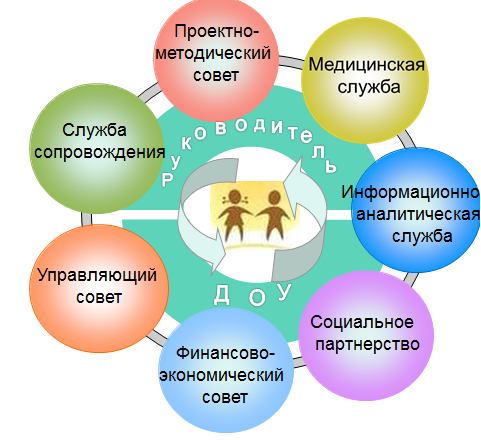 Проектно-
методический
совет
Медицинская
служба
Служба
сопровождения
Руководитель
Информационно
аналитическая
служба
Управляющий
совет
ДОУ
Социальное
партнерство
Финансово-
экономический
совет